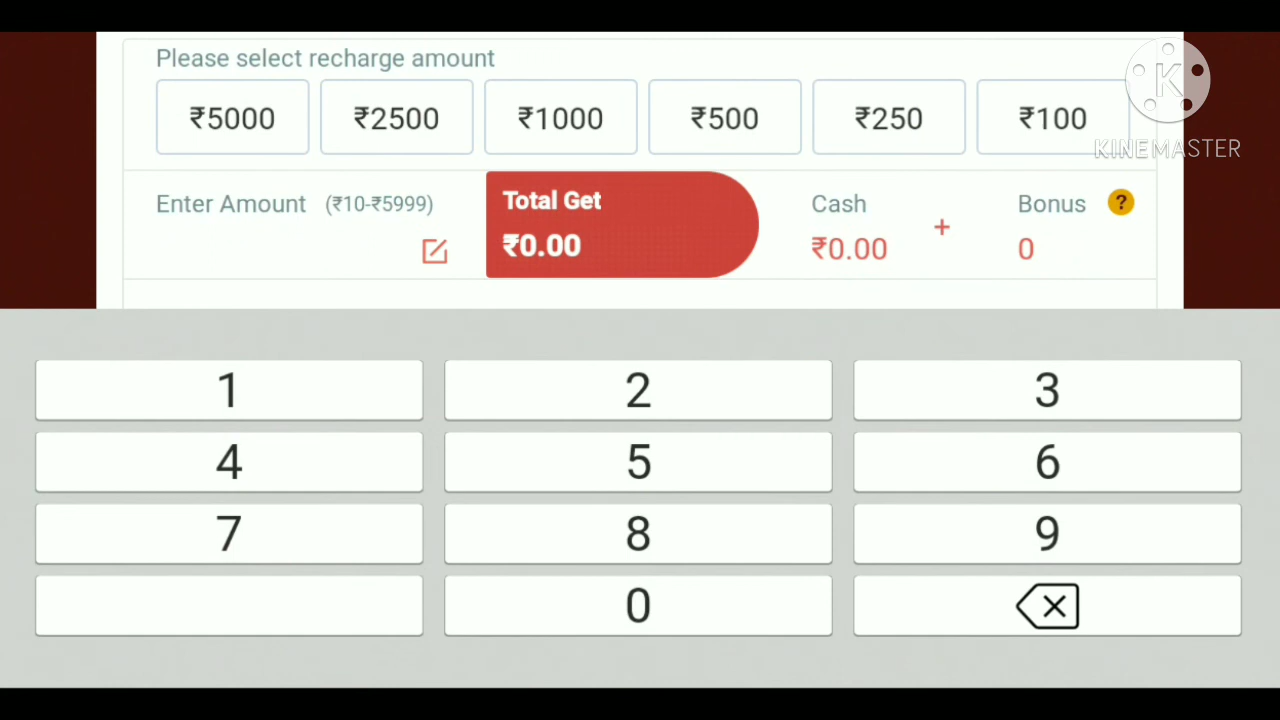 Please select recharge amount
₹5000 ₹2500 ₹1000 ₹500 ₹250 ₹100
K
KINEMASTER
Enter Amount (₹10-₹5999) Total Get Cash Bonus ?
₹0.00 ₹0.00 + 0
1 2 3
4 5 6
7 8 9
0